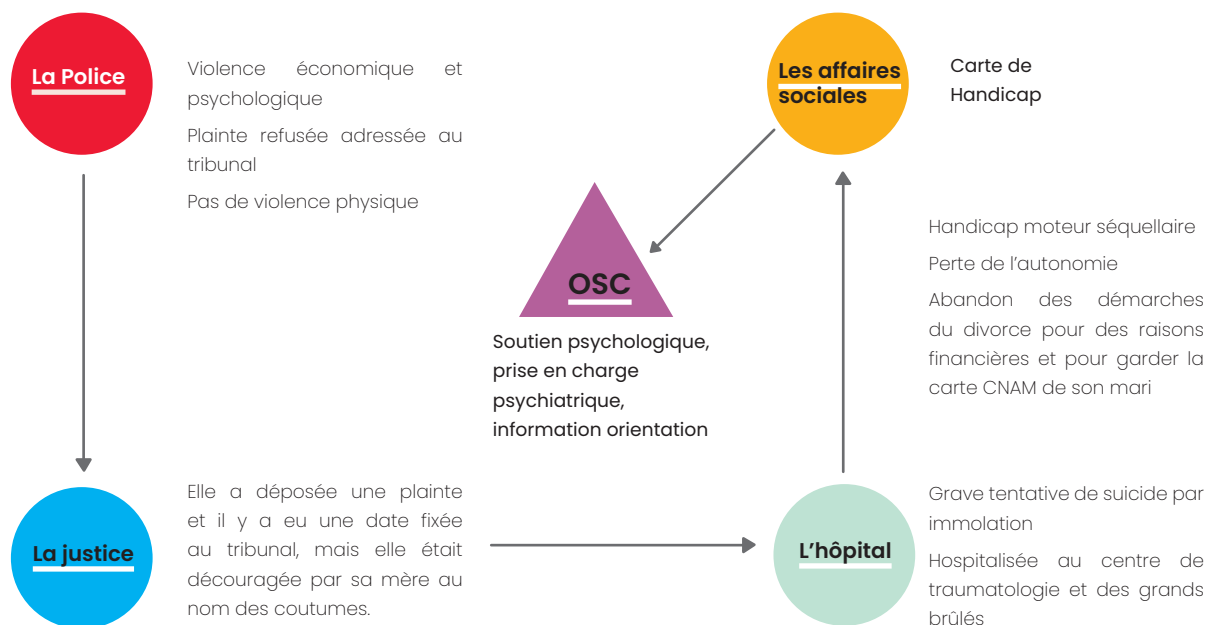 La Police
Violence économique et
psychologique
Plainte refusée adressée au
tribunal
Pas de violence physique
Les affaires
sociales
Carte de
Handicap
OSC
Soutien psychologique,
prise en charge
psychiatrique,
information orientation
Handicap moteur séquellaire
Perte de l’autonomie
Abandon des démarches
du divorce pour des raisons
financières et pour garder la
carte CNAM de son mari
La justice
Elle a déposée une plainte
et il y a eu une date fixée
au tribunal, mais elle était
découragée par sa mère au
nom des coutumes.
L’hôpital
Grave tentative de suicide par
immolation
Hospitalisée au centre de
traumatologie et des grands
brûlés